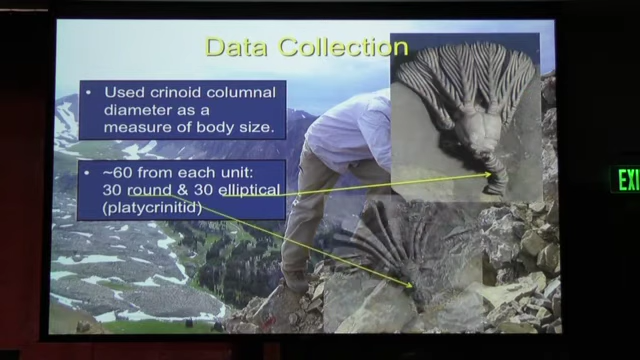 Data Collection
• Used crinoid columnal
diameter as a
measure of body size.
• ~60 from each unit:
30 round & 30 elliptical
(platycrinitid)
EXI